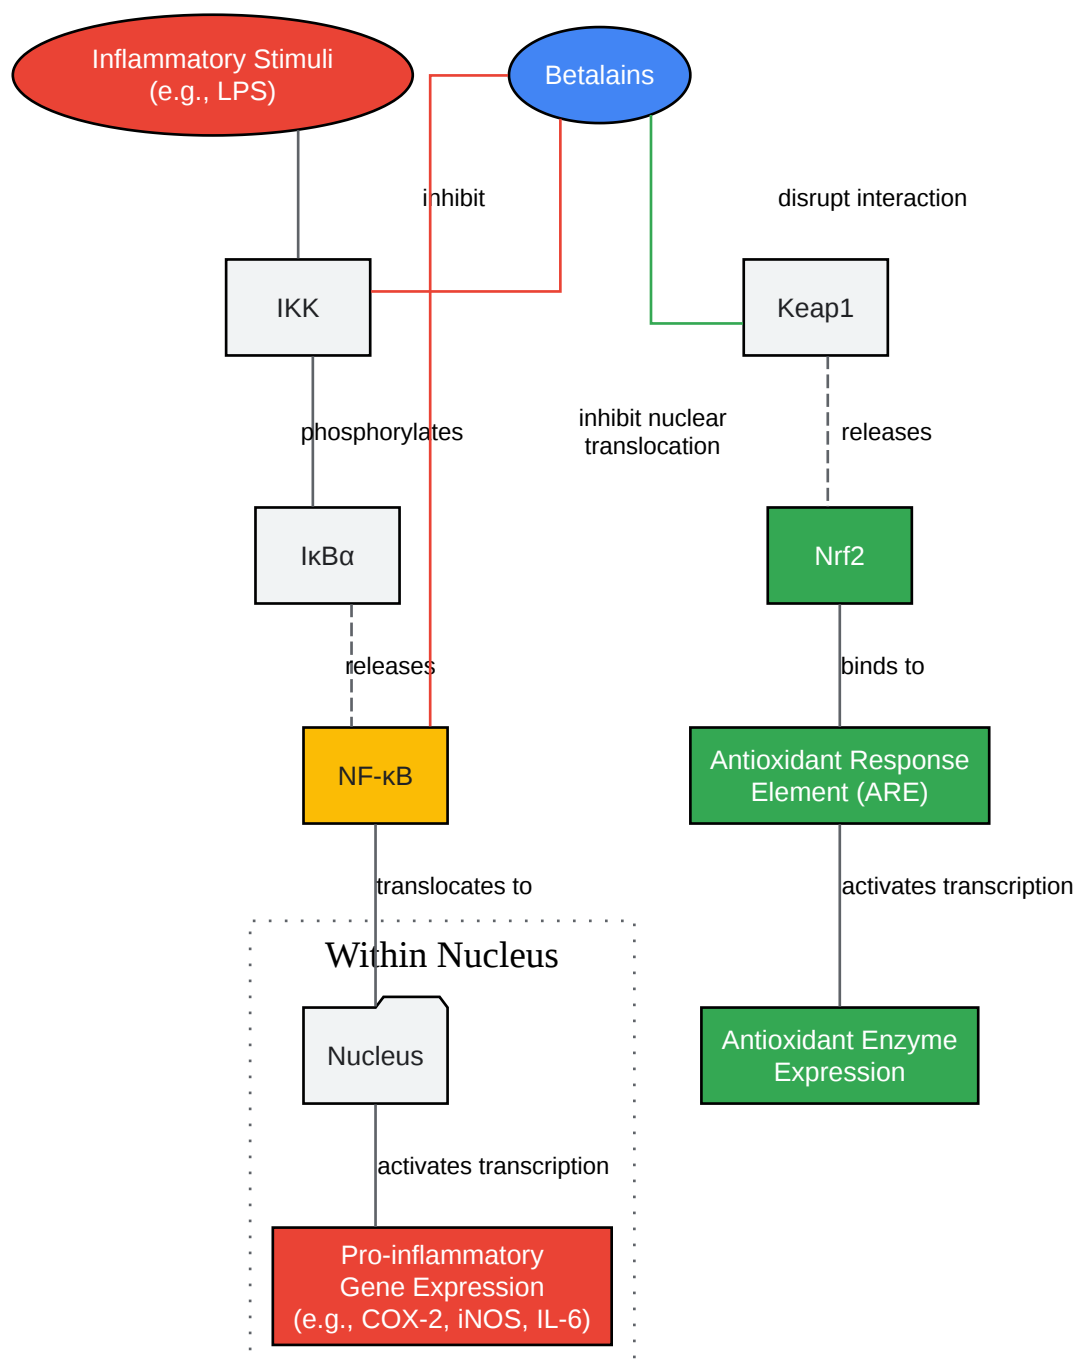 Inflammatory Stimuli
(e.g., LPS)
Betalains
inhibit
disrupt interaction
IKK
Keap1
phosphorylates
inhibit nuclear
translocation
releases
IκBα
Nrf2
releases
binds to
NF-κB
Antioxidant Response
Element (ARE)
translocates to
activates transcription
Within Nucleus
Nucleus
Antioxidant Enzyme
Expression
activates transcription
Pro-inflammatory
Gene Expression
(e.g., COX-2, iNOS, IL-6)